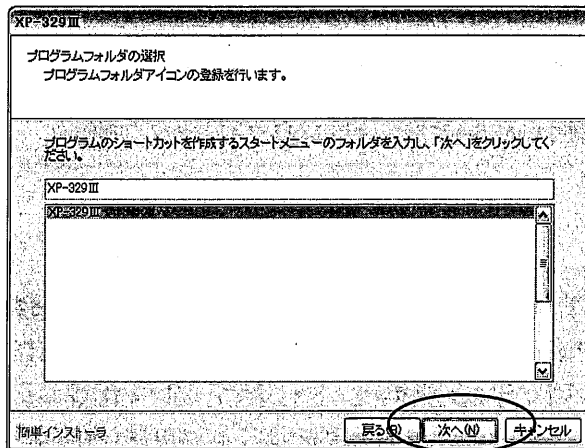 XP-329Ⅲ
プログラムフォルダの選択
プログラムフォルダアイコンの登録を行います。
プログラムのショートカットを作成するスタートメニューのフォルダを入力し、「次へ」をクリックしてく
ださい。
XP-329Ⅲ
XP-329Ⅲ
簡単インストーラ
戻る(B) 次へ(N) キャンセル